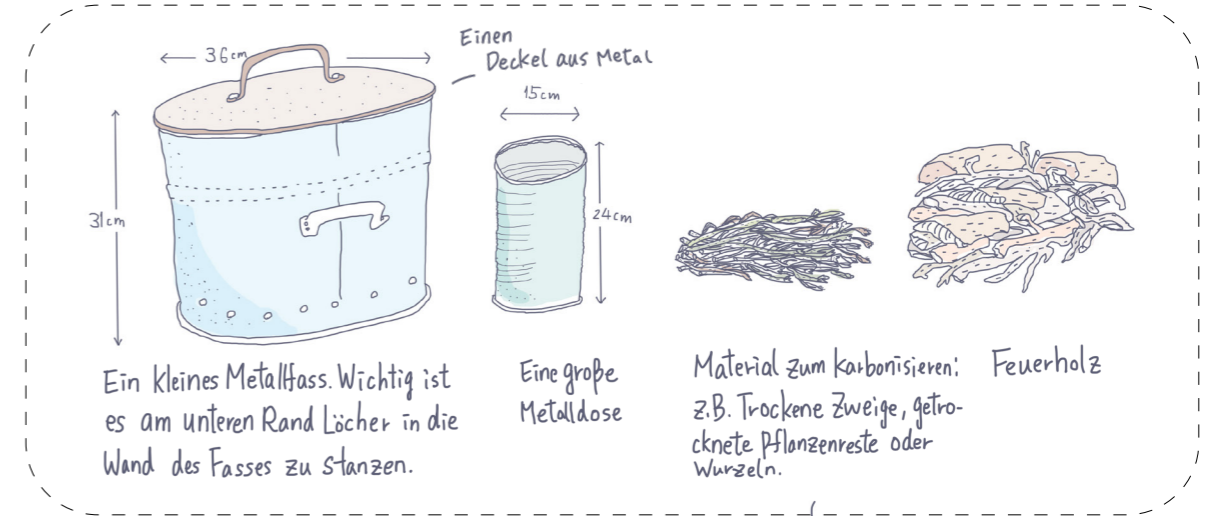 36cm
Einen
Deckel aus Metal
15cm
31cm
24cm
Ein kleines Metallfass. Wichtig ist
es am unteren Rand Löcher in die
Wand des Fasses zu stanzen.
Eine große
Metalldose
Material zum karbonisieren:
z.B. Trockene Zweige, getro-
cknete Pflanzenreste oder
Wurzeln.
Feuerholz